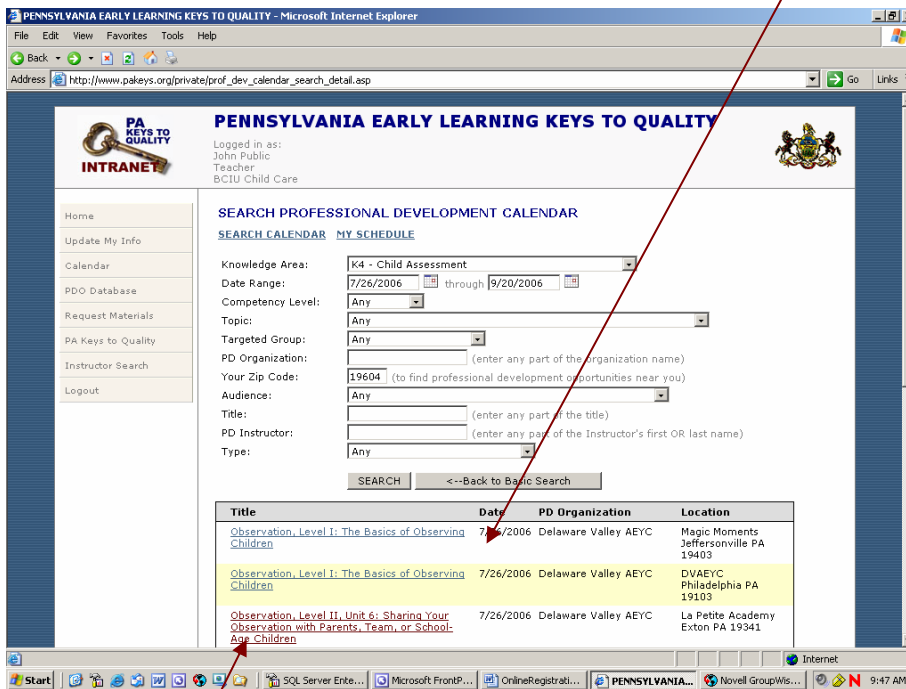 PENNSYLVANIA EARLY LEARNING KEYS TO QUALITY - Microsoft Internet Explorer
File Edit View Favorites Tools Help
Back
Address http://www.pakeys.org/private/prof_dev_calendar_search_detail.asp Go Links
PA KEYS TO QUALITY
INTRANET
PENNSYLVANIA EARLY LEARNING KEYS TO QUALITY
Logged in as:
John Public
Teacher
BCIU Child Care
Home
Update My Info
Calendar
PDO Database
Request Materials
PA Keys to Quality
Instructor Search
Logout
SEARCH PROFESSIONAL DEVELOPMENT CALENDAR
SEARCH CALENDAR MY SCHEDULE
Knowledge Area: K4 - Child Assessment
Date Range: 7/26/2006 through 9/20/2006
Competency Level: Any
Topic: Any
Targeted Group: Any
PD Organization: (enter any part of the organization name)
Your Zip Code: 19604 (to find professional development opportunities near you)
Audience: Any
Title: (enter any part of the title)
PD Instructor: (enter any part of the Instructor's first OR last name)
Type: Any
SEARCH <--Back to Basic Search
Title Date PD Organization Location
Observation, Level I: The Basics of Observing 7/26/2006 Delaware Valley AEYC Magic Moments
Children Jeffersonville PA
19403
Observation, Level I: The Basics of Observing 7/26/2006 Delaware Valley AEYC DVAEYC
Children Philadelphia PA
19103
Observation, Level II, Unit 6: Sharing Your 7/26/2006 Delaware Valley AEYC La Petite Academy
Observation with Parents, Team, or School- Exton PA 19341
Age Children
Internet
Start SQL Server Ente... Microsoft FrontP... OnlineRegistrati... PENNSYLVANIA... Novell GroupWis... 9:47 AM